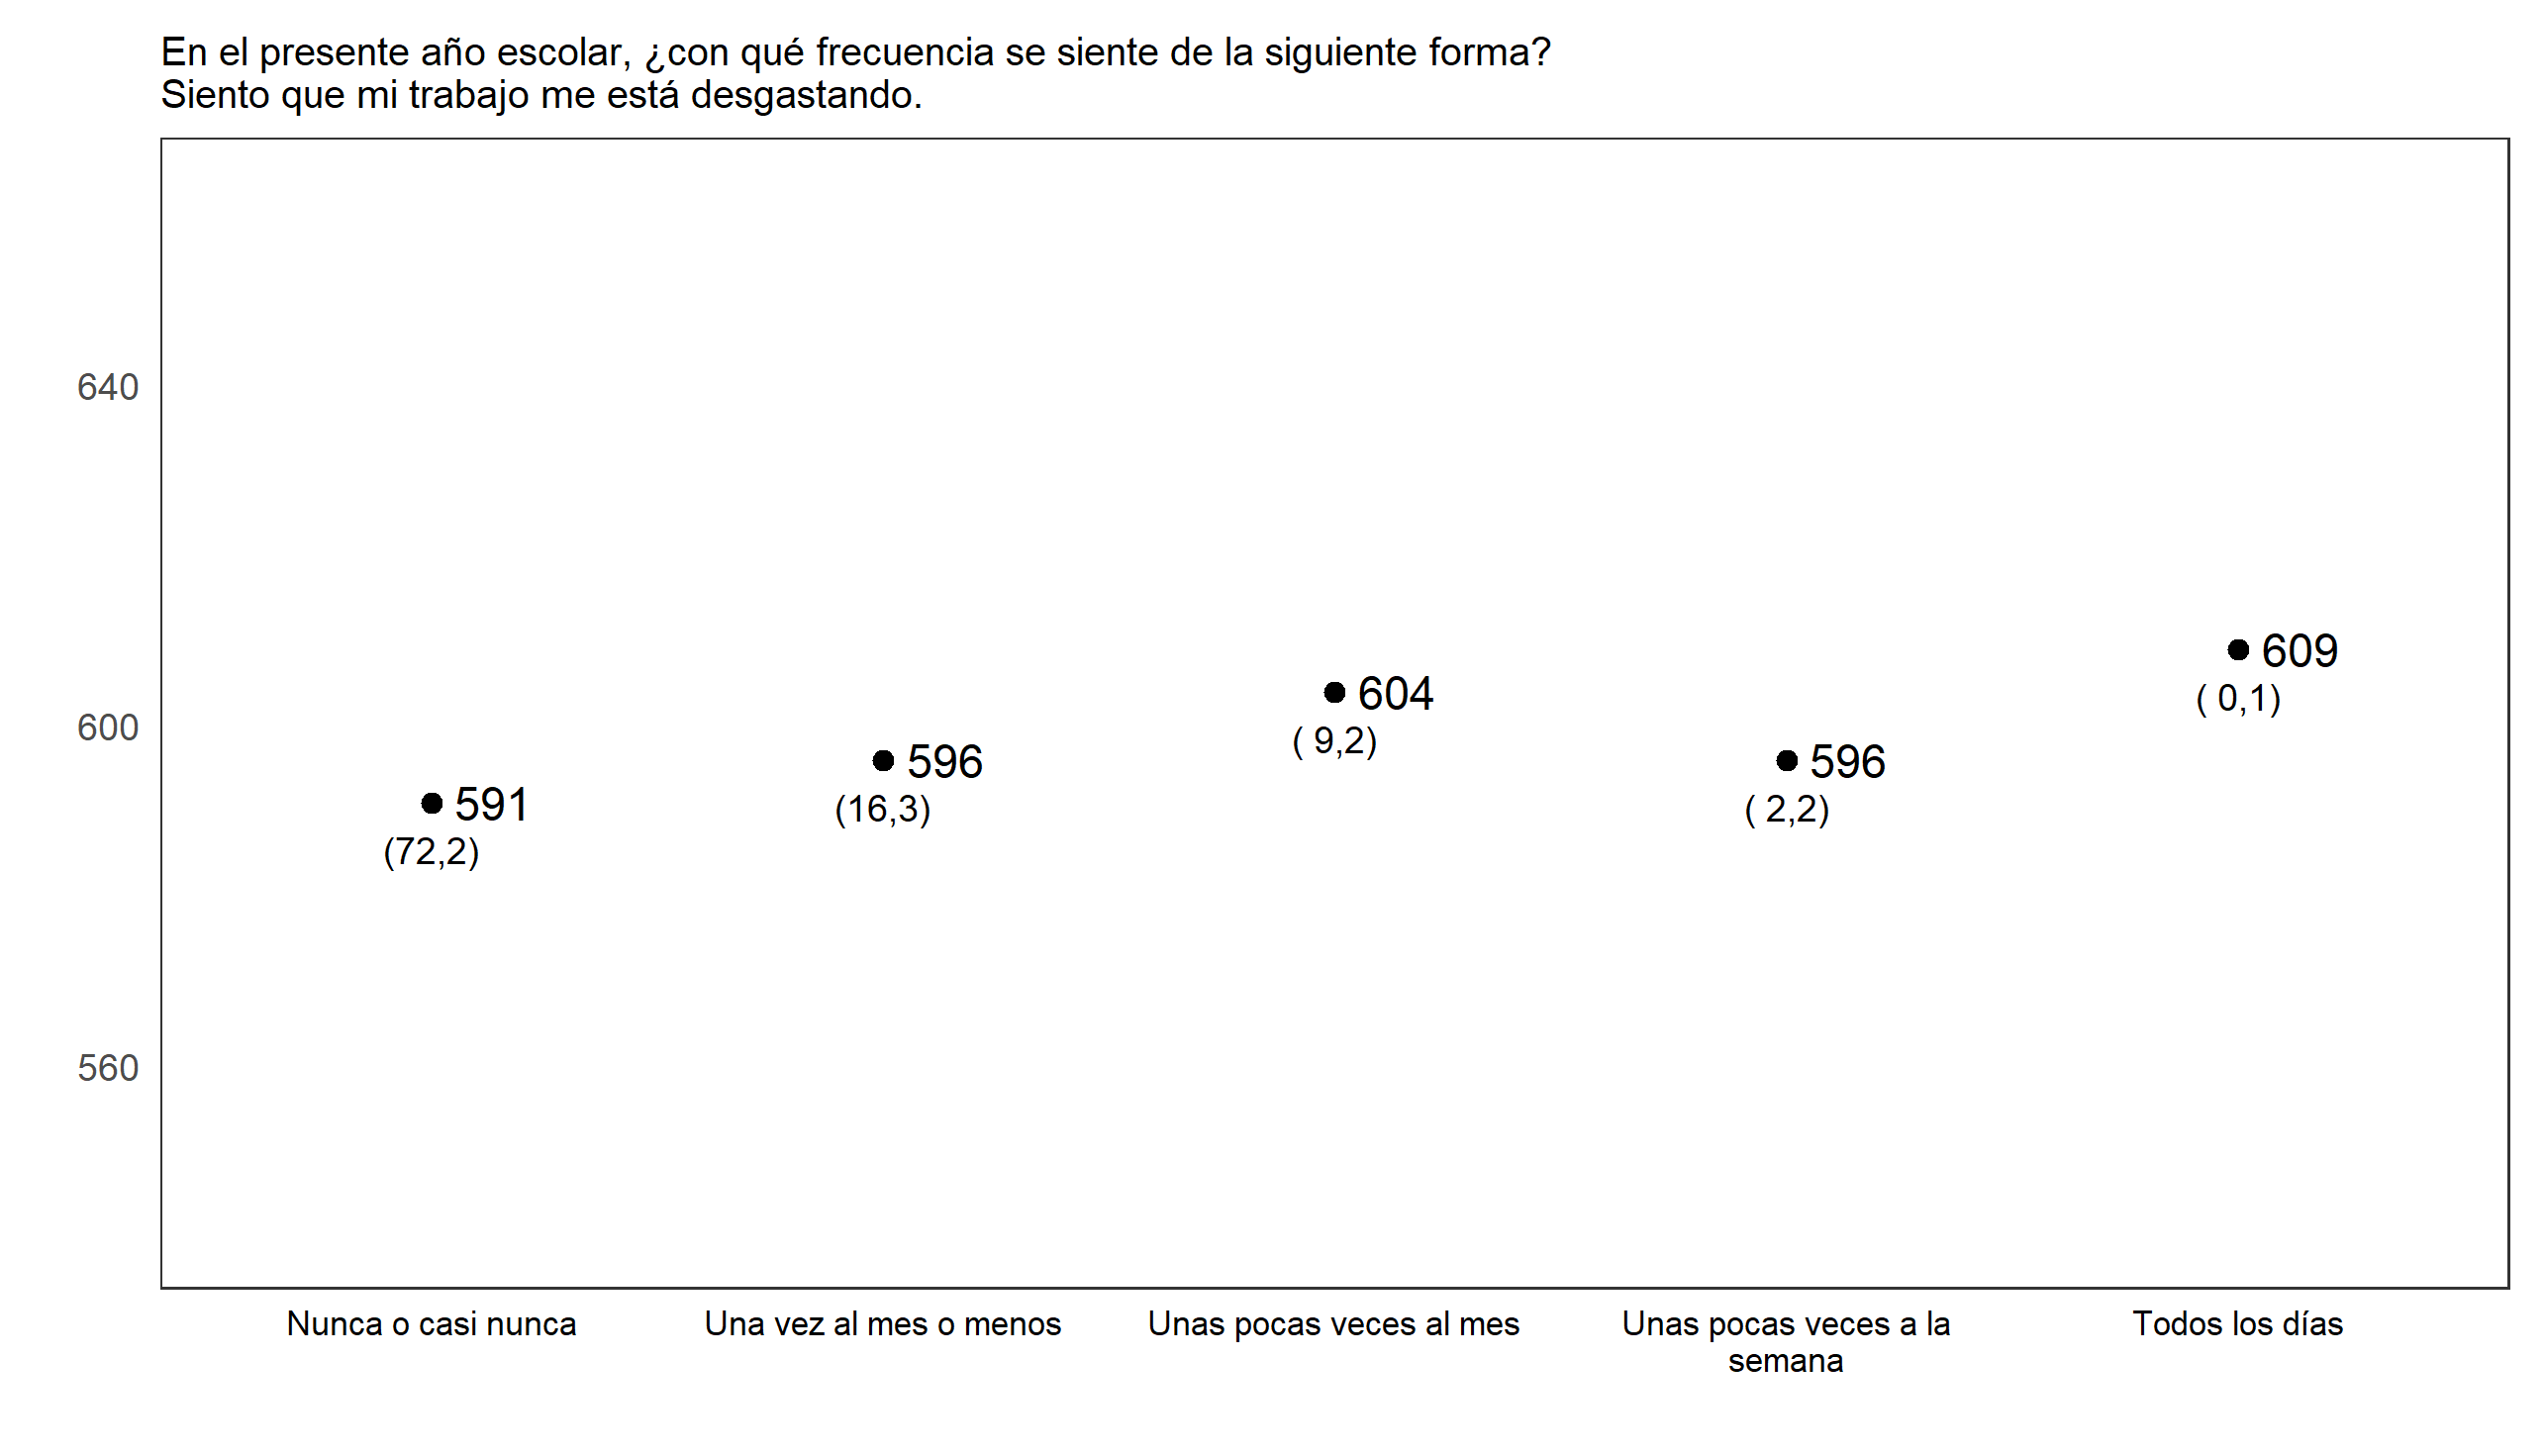 En el presente año escolar, ¿con qué frecuencia se siente de la siguiente forma?
Siento que mi trabajo me está desgastando.
640
600
560
591
(72,2)
596
(16,3)
604
( 9,2)
596
( 2,2)
609
( 0,1)
Nunca o casi nunca
Una vez al mes o menos
Unas pocas veces al mes
Unas pocas veces a la
semana
Todos los días